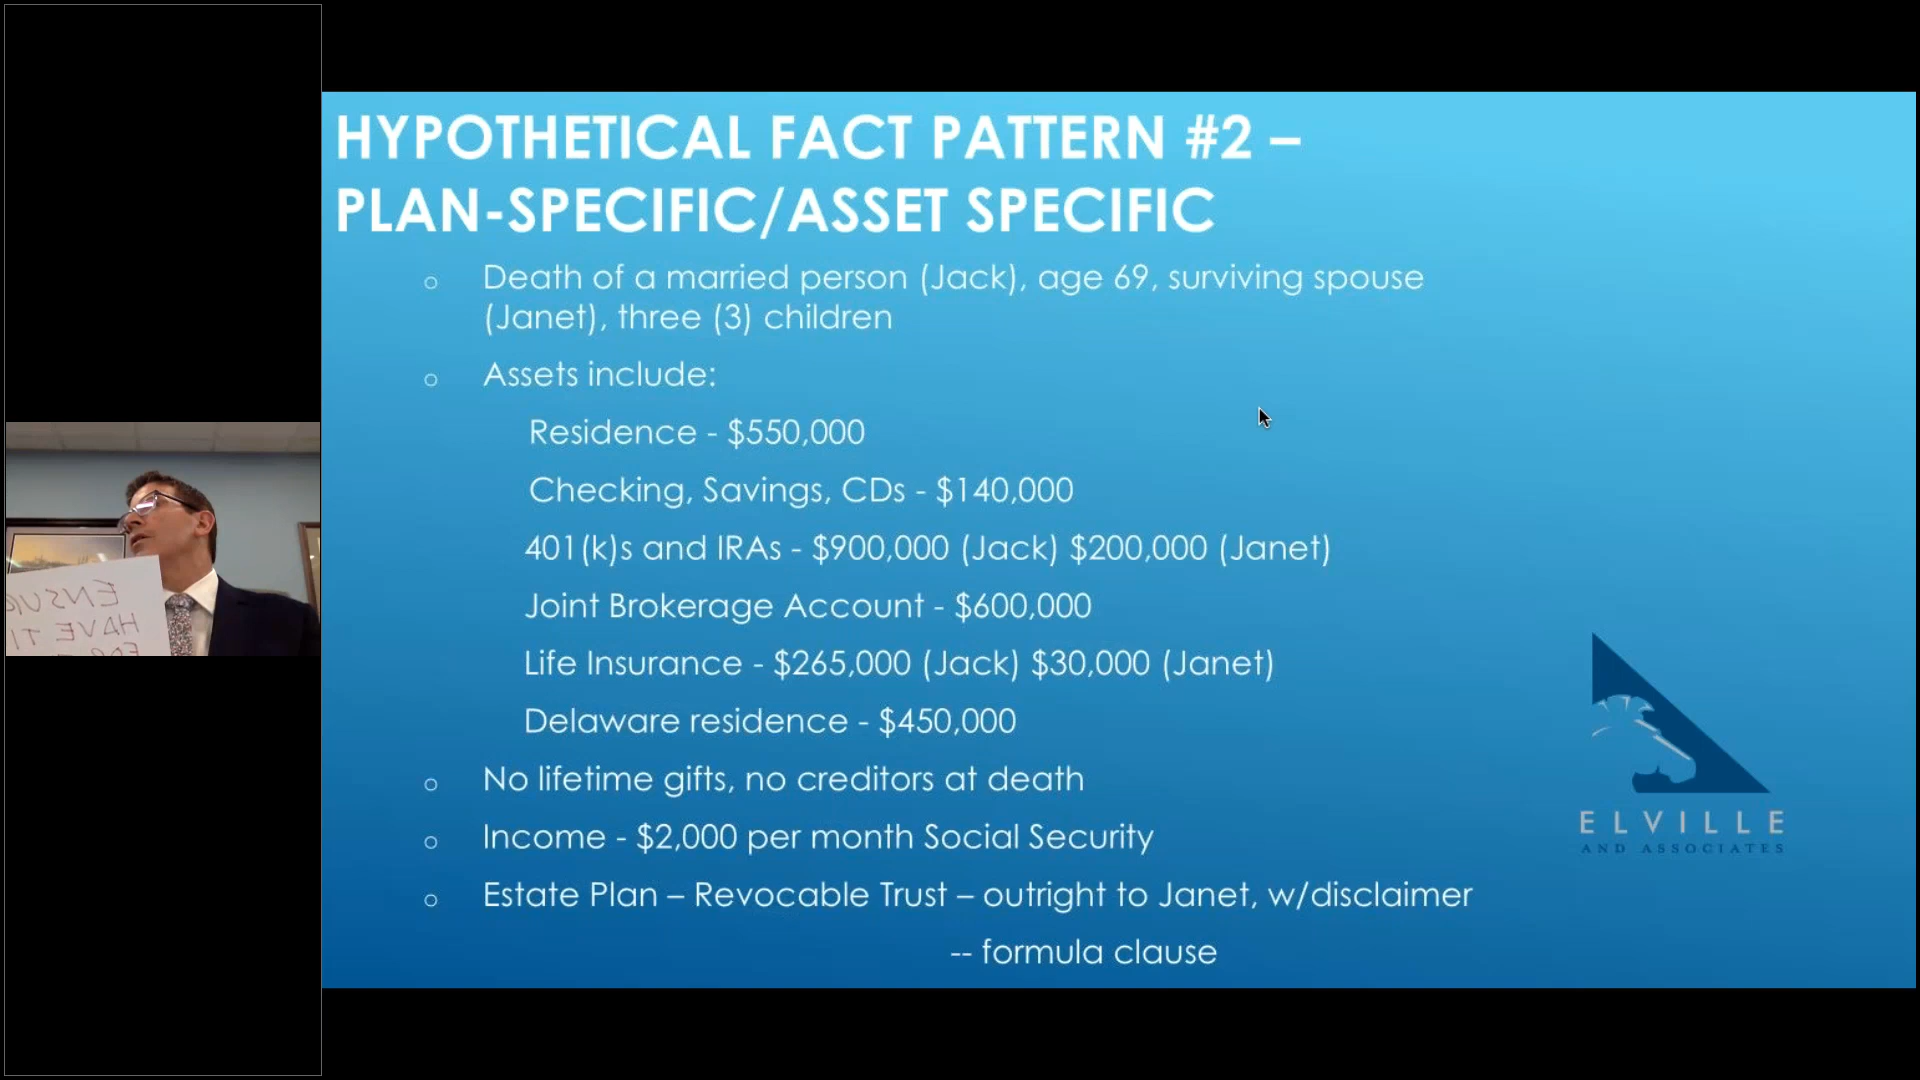 HYPOTHETICAL FACT PATTERN #2 –
PLAN-SPECIFIC/ASSET SPECIFIC
○ Death of a married person (Jack), age 69, surviving spouse
(Janet), three (3) children
○ Assets include:
Residence - $550,000
Checking, Savings, CDs - $140,000
401(k)s and IRAs - $900,000 (Jack) $200,000 (Janet)
Joint Brokerage Account - $600,000
Life Insurance - $265,000 (Jack) $30,000 (Janet)
Delaware residence - $450,000
○ No lifetime gifts, no creditors at death
○ Income - $2,000 per month Social Security
○ Estate Plan – Revocable Trust – outright to Janet, w/disclaimer
-- formula clause
ELVILLE
AND ASSOCIATES
HAVE